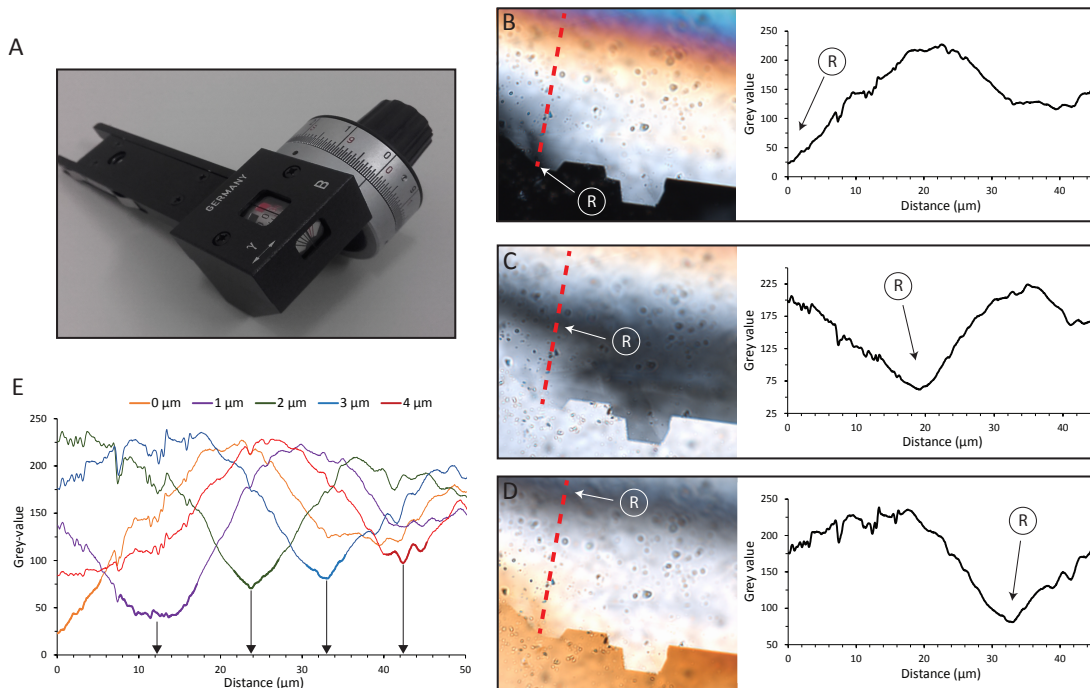 A
GERMANY
B
γ
B
R
R
Grey value
250
200
150
100
50
0
0 10 20 30 40
Distance (µm)
C
R
R
Grey value
225
175
125
75
25
0 10 20 30 40
Distance (µm)
D
R
R
Grey value
250
200
150
100
50
0 10 20 30 40
Distance (µm)
E
0 µm 1 µm 2 µm 3 µm 4 µm
Grey-value
250
200
150
100
50
0
0 10 20 30 40 50
Distance (µm)